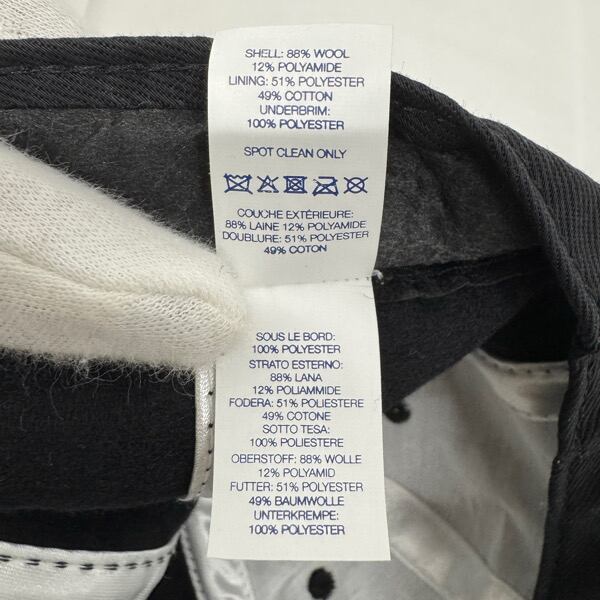 SHELL: 88% WOOL
12% POLYAMIDE
LINING: 51% POLYESTER
49% COTTON
UNDERBRIM:
100% POLYESTER
SPOT CLEAN ONLY
COUCHE EXTÉRIEURE:
88% LAINE 12% POLYAMIDE
DOUBLURE: 51% POLYESTER
49% COTON
SOUS LE BORD:
100% POLYESTER
STRATO ESTERNO:
88% LANA
12% POLIAMMIDE
FODERA: 51% POLIESTERE
49% COTONE
SOTTO TESA:
100% POLIESTERE
OBERSTOFF: 88% WOLLE
12% POLYAMID
FUTTER: 51% POLYESTER
49% BAUMWOLLE
UNTERKREMPE:
100% POLYESTER